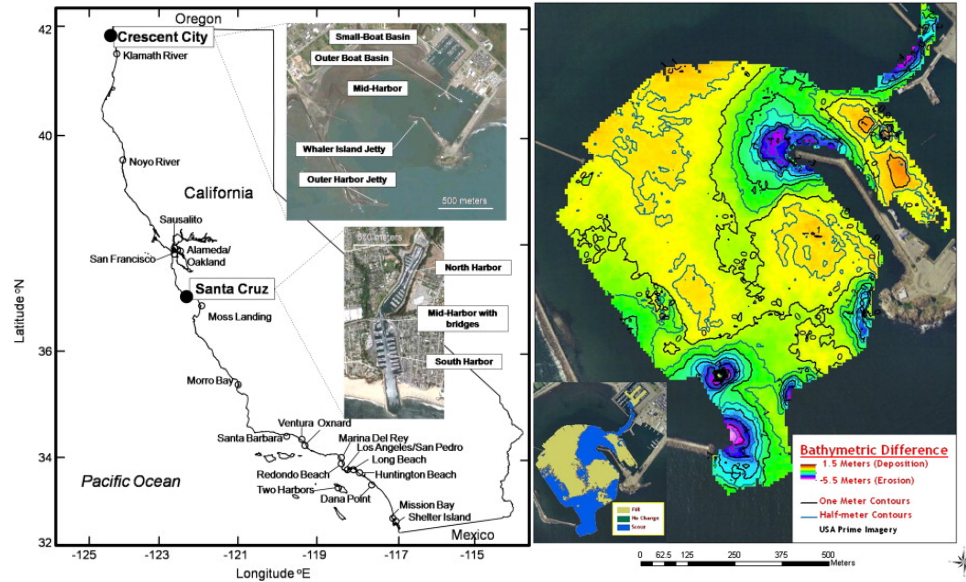 Oregon
42
Crescent City
Klamath River
Small-Boat Basin
Outer Boat Basin
Mid-Harbor
Whaler Island Jetty
Outer Harbor Jetty
500 meters
40
Noyo River
California
Sausalito
Alameda/
Oakland
San Francisco
38
Santa Cruz
Moss Landing
500 meters
North Harbor
Mid-Harbor with
bridges
South Harbor
Latitude ºN
36
Morro Bay
Ventura Oxnard
Santa Barbara
Marina Del Rey
Los Angeles/San Pedro
34
Long Beach
Redondo Beach
Huntington Beach
Two Harbors
Dana Point
Pacific Ocean
Mission Bay
Shelter Island
Mexico
32
-125 -123 -121 -119 -117 -115
Longitude ºE
Fill
No Change
Scour
Bathymetric Difference
1.5 Meters (Deposition)
-5.5 Meters (Erosion)
One Meter Contours
Half-meter Contours
USA Prime Imagery
0 62.5 125 250 375 500
Meters